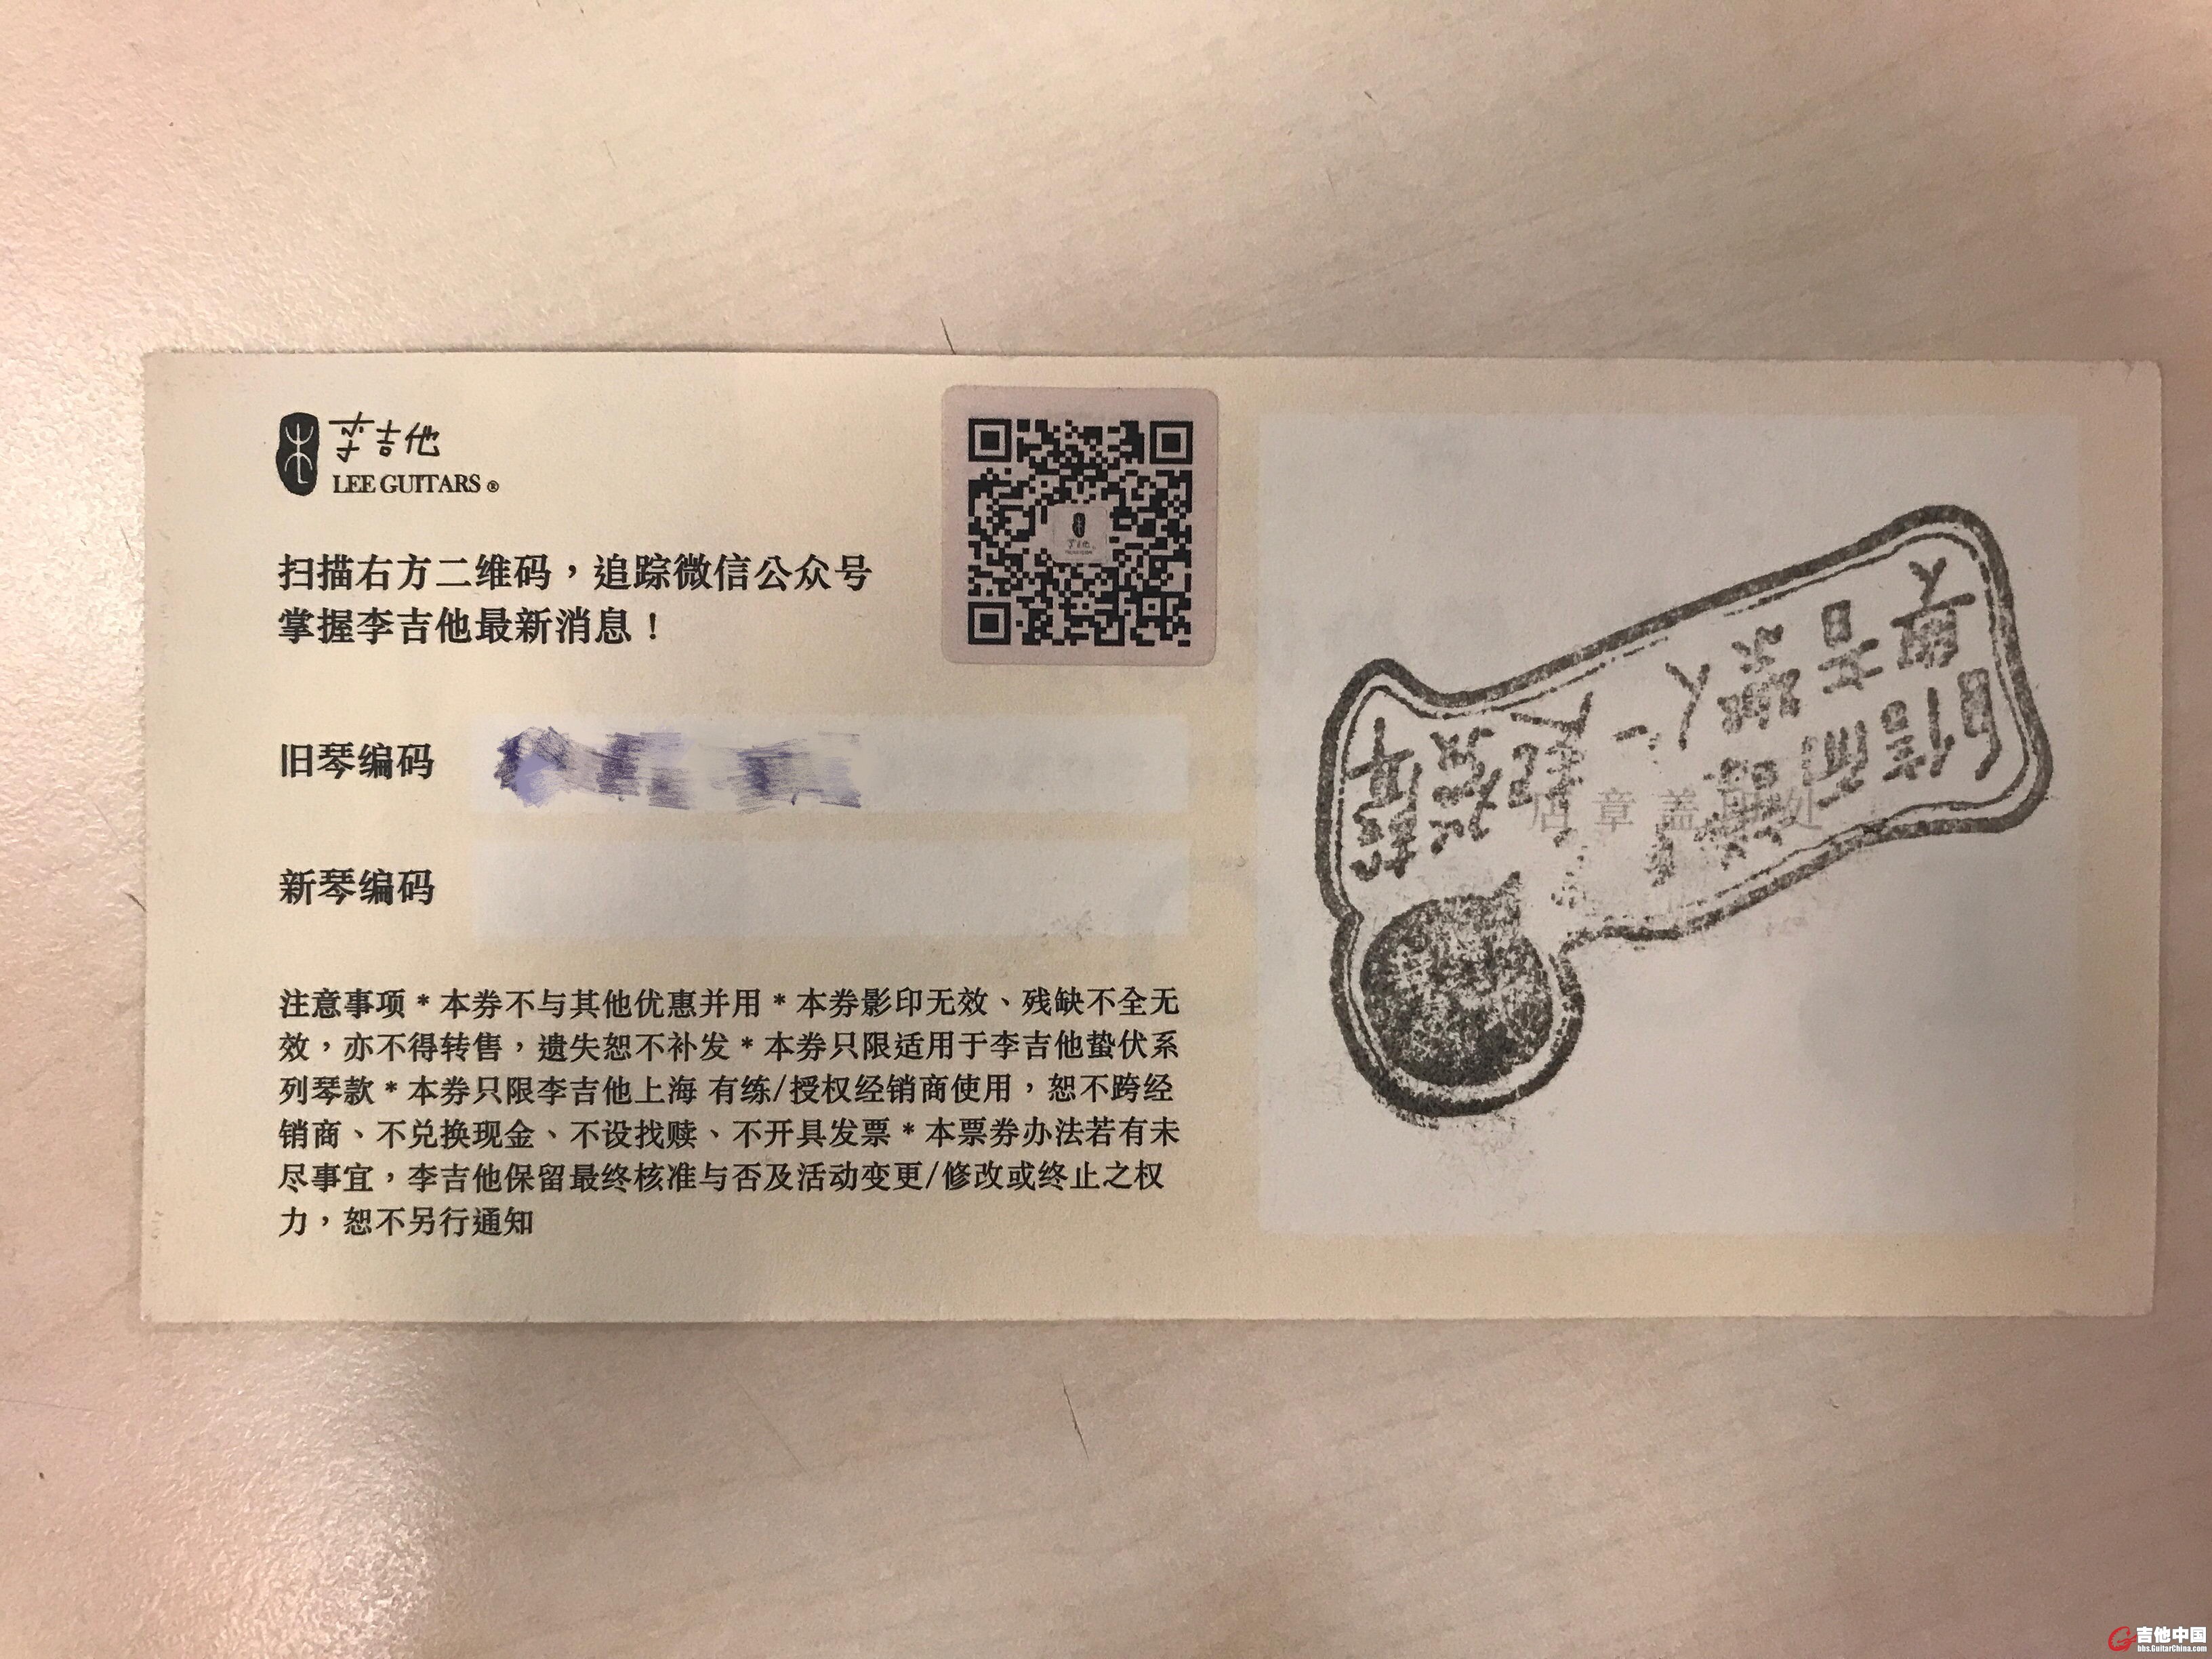 李吉他
LEE GUITARS ®
扫描右方二维码，追踪微信公众号
掌握李吉他最新消息！
旧琴编码
新琴编码
店章盖印处
注意事项 * 本券不与其他优惠并用 * 本券影印无效、残缺不全无
效，亦不得转售，遗失恕不补发 * 本券只限适用于李吉他蛰伏系
列琴款 * 本券只限李吉他上海 有练/授权经销商使用，恕不跨经
销商、不兑换现金、不设找赎、不开具发票 * 本票券办法若有未
尽事宜，李吉他保留最终核准与否及活动变更/修改或终止之权
力，恕不另行通知
吉他中国
bbs.GuitarChina.com